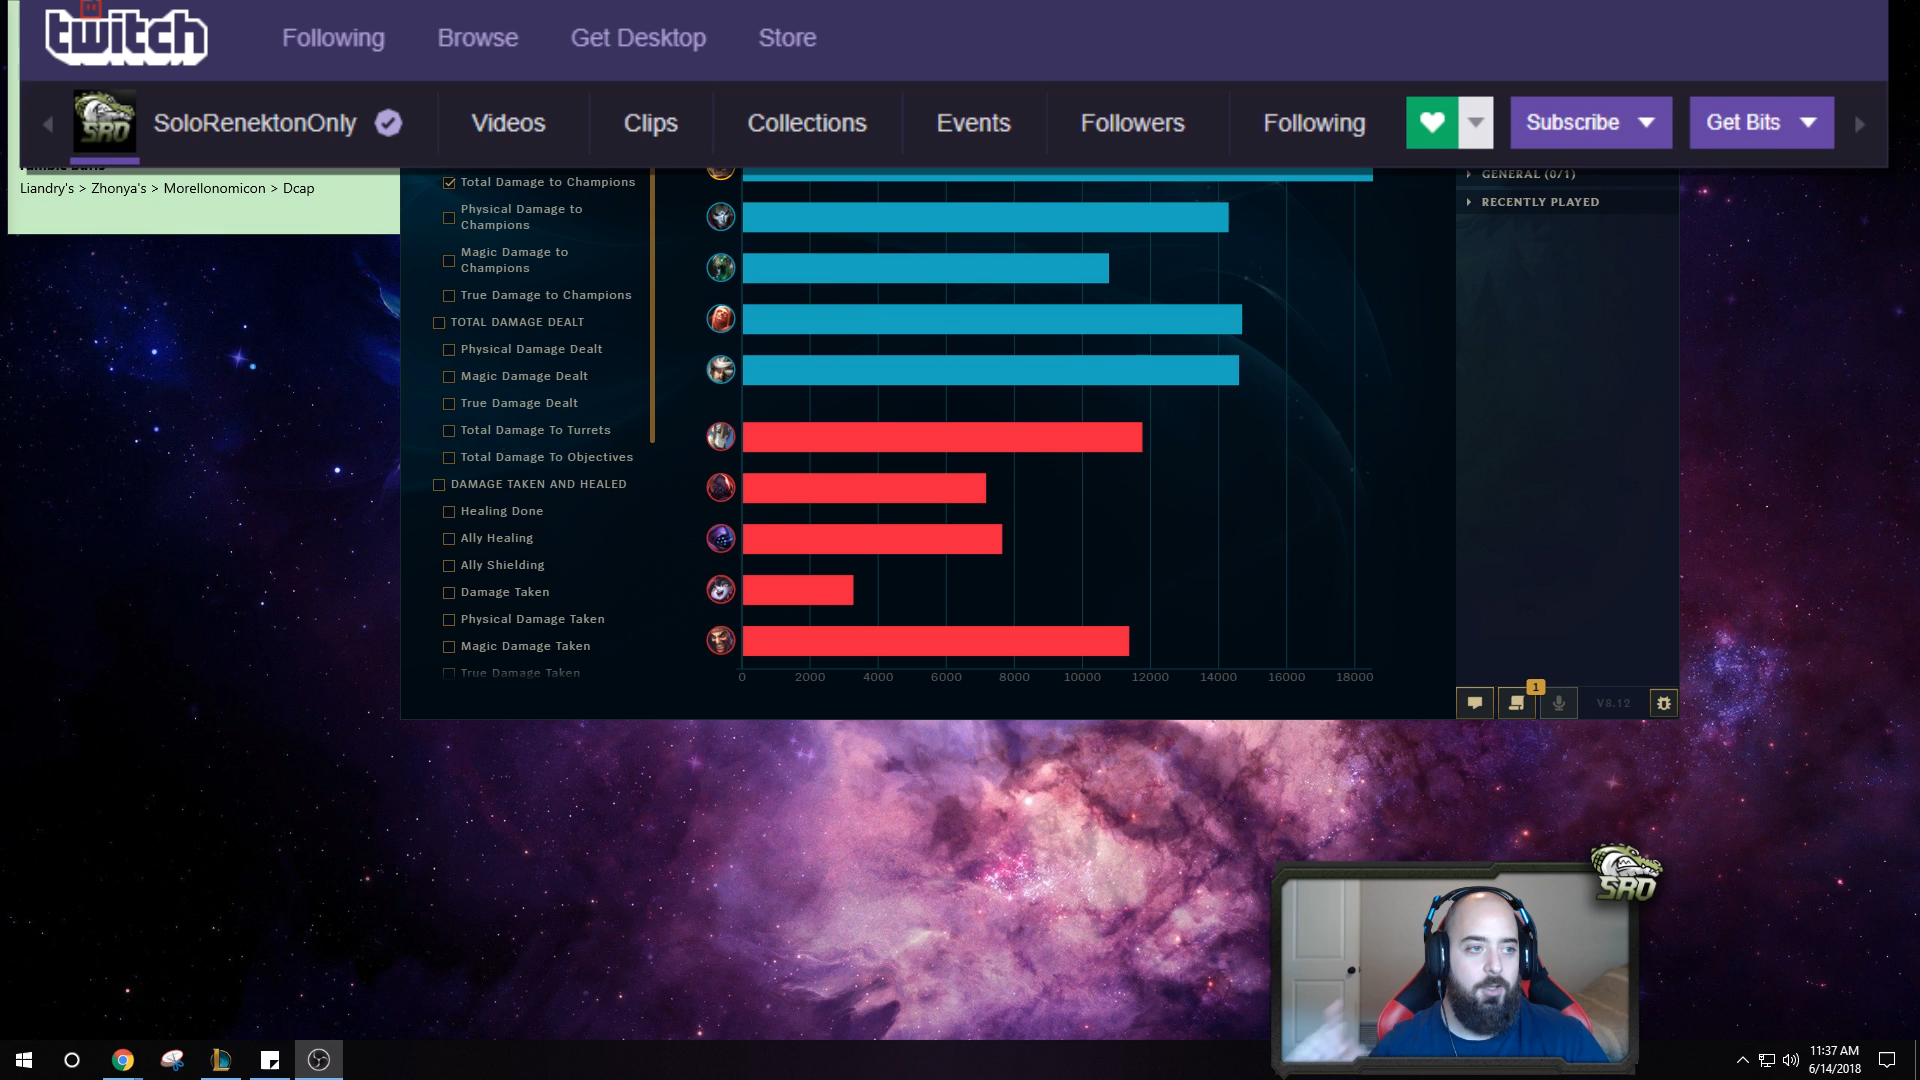 twitch
Following Browse Get Desktop Store
SRO SoloRenektonOnly Videos Clips Collections Events Followers Following Subscribe Get Bits
Liandry's > Zhonya's > Morellonomicon > Dcap
Total Damage to Champions
Physical Damage to
Champions
Magic Damage to
Champions
True Damage to Champions
TOTAL DAMAGE DEALT
Physical Damage Dealt
Magic Damage Dealt
True Damage Dealt
Total Damage To Turrets
Total Damage To Objectives
DAMAGE TAKEN AND HEALED
Healing Done
Ally Healing
Ally Shielding
Damage Taken
Physical Damage Taken
Magic Damage Taken
True Damage Taken
0 2000 4000 6000 8000 10000 12000 14000 16000 18000
GENERAL (0/1)
RECENTLY PLAYED
1
V8.12
SRO
11:37 AM
6/14/2018